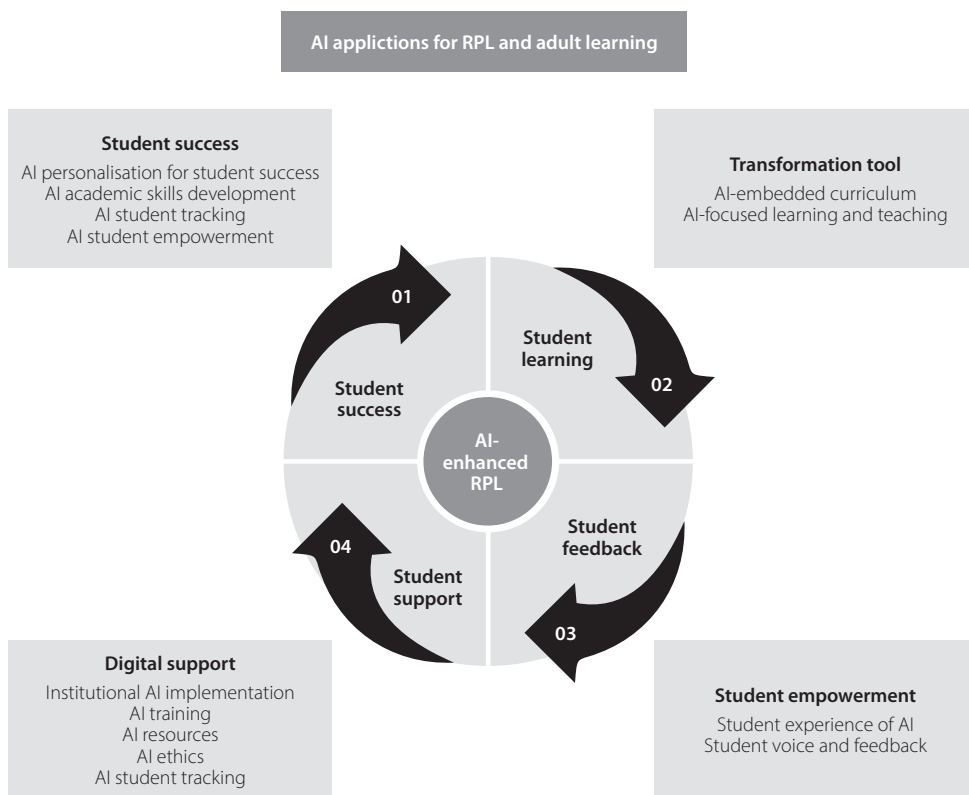 AI applictions for RPL and adult learning
Student success
AI personalisation for student success
AI academic skills development
AI student tracking
AI student empowerment
Transformation tool
AI-embedded curriculum
AI-focused learning and teaching
01
Student
success
Student
learning
02
AI-
enhanced
RPL
Student
feedback
03
04
Student
support
Digital support
Institutional AI implementation
AI training
AI resources
AI ethics
AI student tracking
Student empowerment
Student experience of AI
Student voice and feedback